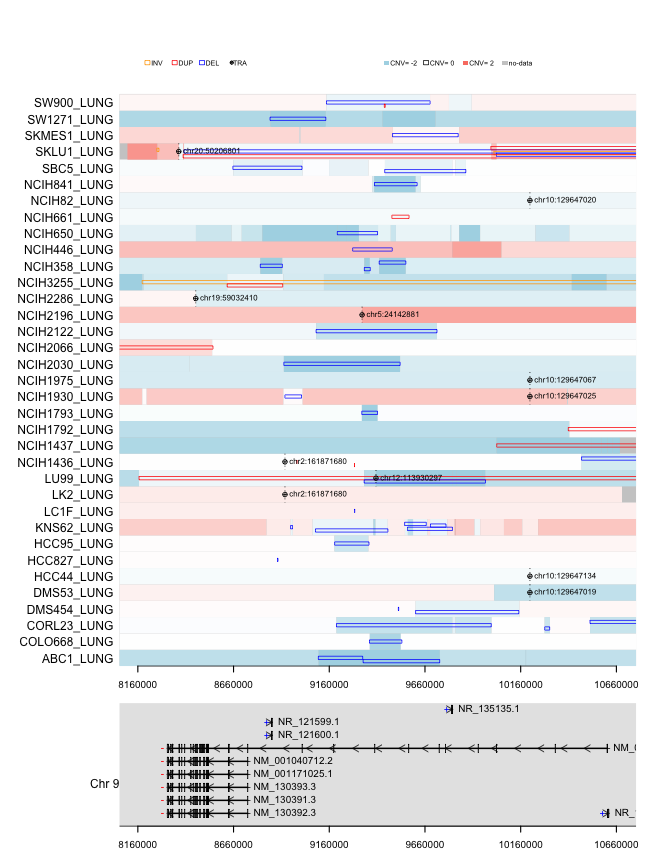 INV DUP DEL TRA CNV= -2 CNV= 0 CNV= 2 no-data
SW900_LUNG
SW1271_LUNG
SKMES1_LUNG
SKLU1_LUNG chr20:50206801
SBC5_LUNG
NCIH841_LUNG
NCIH82_LUNG chr10:129647020
NCIH661_LUNG
NCIH650_LUNG
NCIH446_LUNG
NCIH358_LUNG
NCIH3255_LUNG
NCIH2286_LUNG chr19:59032410
NCIH2196_LUNG chr5:24142881
NCIH2122_LUNG
NCIH2066_LUNG
NCIH2030_LUNG
NCIH1975_LUNG chr10:129647067
NCIH1930_LUNG chr10:129647025
NCIH1793_LUNG
NCIH1792_LUNG
NCIH1437_LUNG
NCIH1436_LUNG chr2:161871680
LU99_LUNG chr12:113930297
LK2_LUNG chr2:161871680
LC1F_LUNG
KNS62_LUNG
HCC95_LUNG
HCC827_LUNG
HCC44_LUNG chr10:129647134
DMS53_LUNG chr10:129647019
DMS454_LUNG
CORL23_LUNG
COLO668_LUNG
ABC1_LUNG
8160000 8660000 9160000 9660000 10160000 10660000
NR_135135.1
NR_121599.1
NR_121600.1
NM_0
NM_001040712.2
Chr 9
NM_001171025.1
NM_130393.3
NM_130391.3
NM_130392.3 NR_
8160000 8660000 9160000 9660000 10160000 10660000